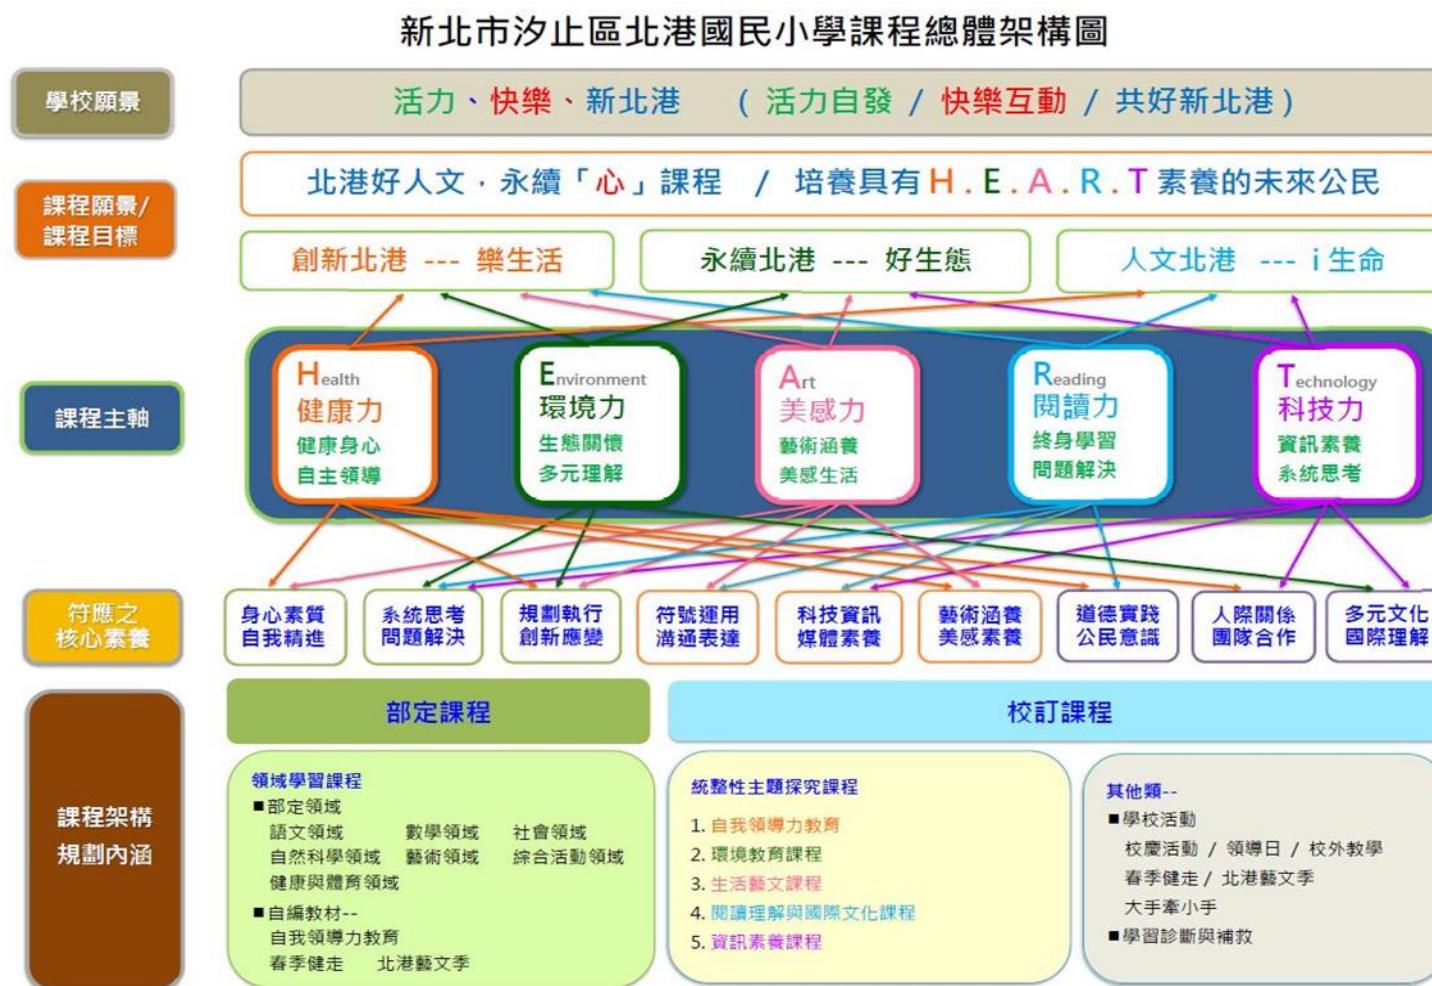 新北市汐止區北港國民小學課程總體架構圖
學校願景
活力、快樂、新北港 ( 活力自發 / 快樂互動 / 共好新北港 )
課程願景/
課程目標
北港好人文，永續「心」課程 / 培養具有 H . E . A . R . T 素養的未來公民
創新北港 --- 樂生活
永續北港 --- 好生態
人文北港 --- i 生命
課程主軸
Health
健康力
健康身心
自主領導
Environment
環境力
生態關懷
多元理解
Art
美感力
藝術涵養
美感生活
Reading
閱讀力
終身學習
問題解決
Technology
科技力
資訊素養
系統思考
符應之
核心素養
身心素質
自我精進
系統思考
問題解決
規劃執行
創新應變
符號運用
溝通表達
科技資訊
媒體素養
藝術涵養
美感素養
道德實踐
公民意識
人際關係
團隊合作
多元文化
國際理解
課程架構
規劃內涵
部定課程
領域學習課程
■部定領域
語文領域 數學領域 社會領域
自然科學領域 藝術領域 綜合活動領域
健康與體育領域
■自編教材--
自我領導力教育
春季健走 北港藝文季
校訂課程
統整性主題探究課程
1. 自我領導力教育
2. 環境教育課程
3. 生活藝文課程
4. 閱讀理解與國際文化課程
5. 資訊素養課程
其他類--
■學校活動
校慶活動 / 領導日 / 校外教學
春季健走 / 北港藝文季
大手牽小手
■學習診斷與補救